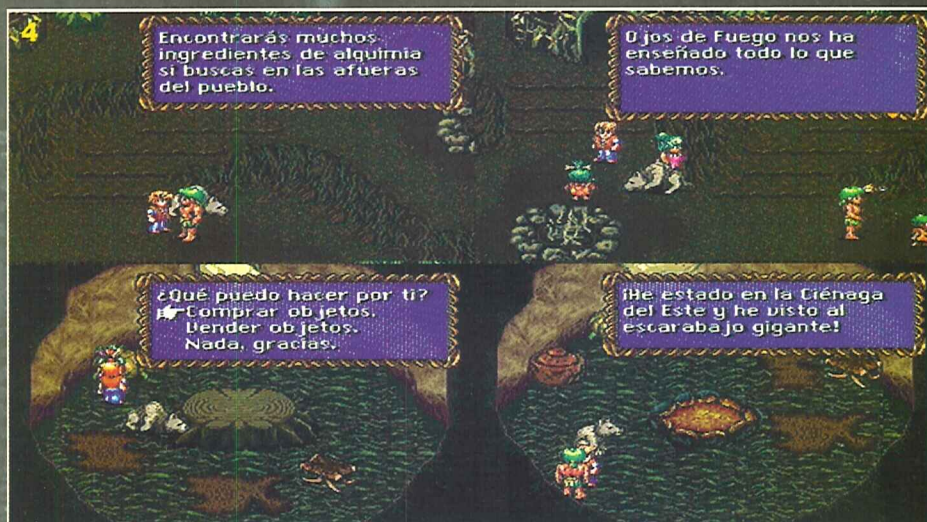 4
Encontrarás muchos
ingredientes de alquimia
si buscas en las afueras
del pueblo.
Ojos de Fuego nos ha
enseñado todo lo que
sabemos.
¿Qué puedo hacer por ti?
Comprar objetos.
Vender objetos.
Nada, gracias.
¡He estado en la Ciénaga
del Este y he visto al
escarabajo gigante!